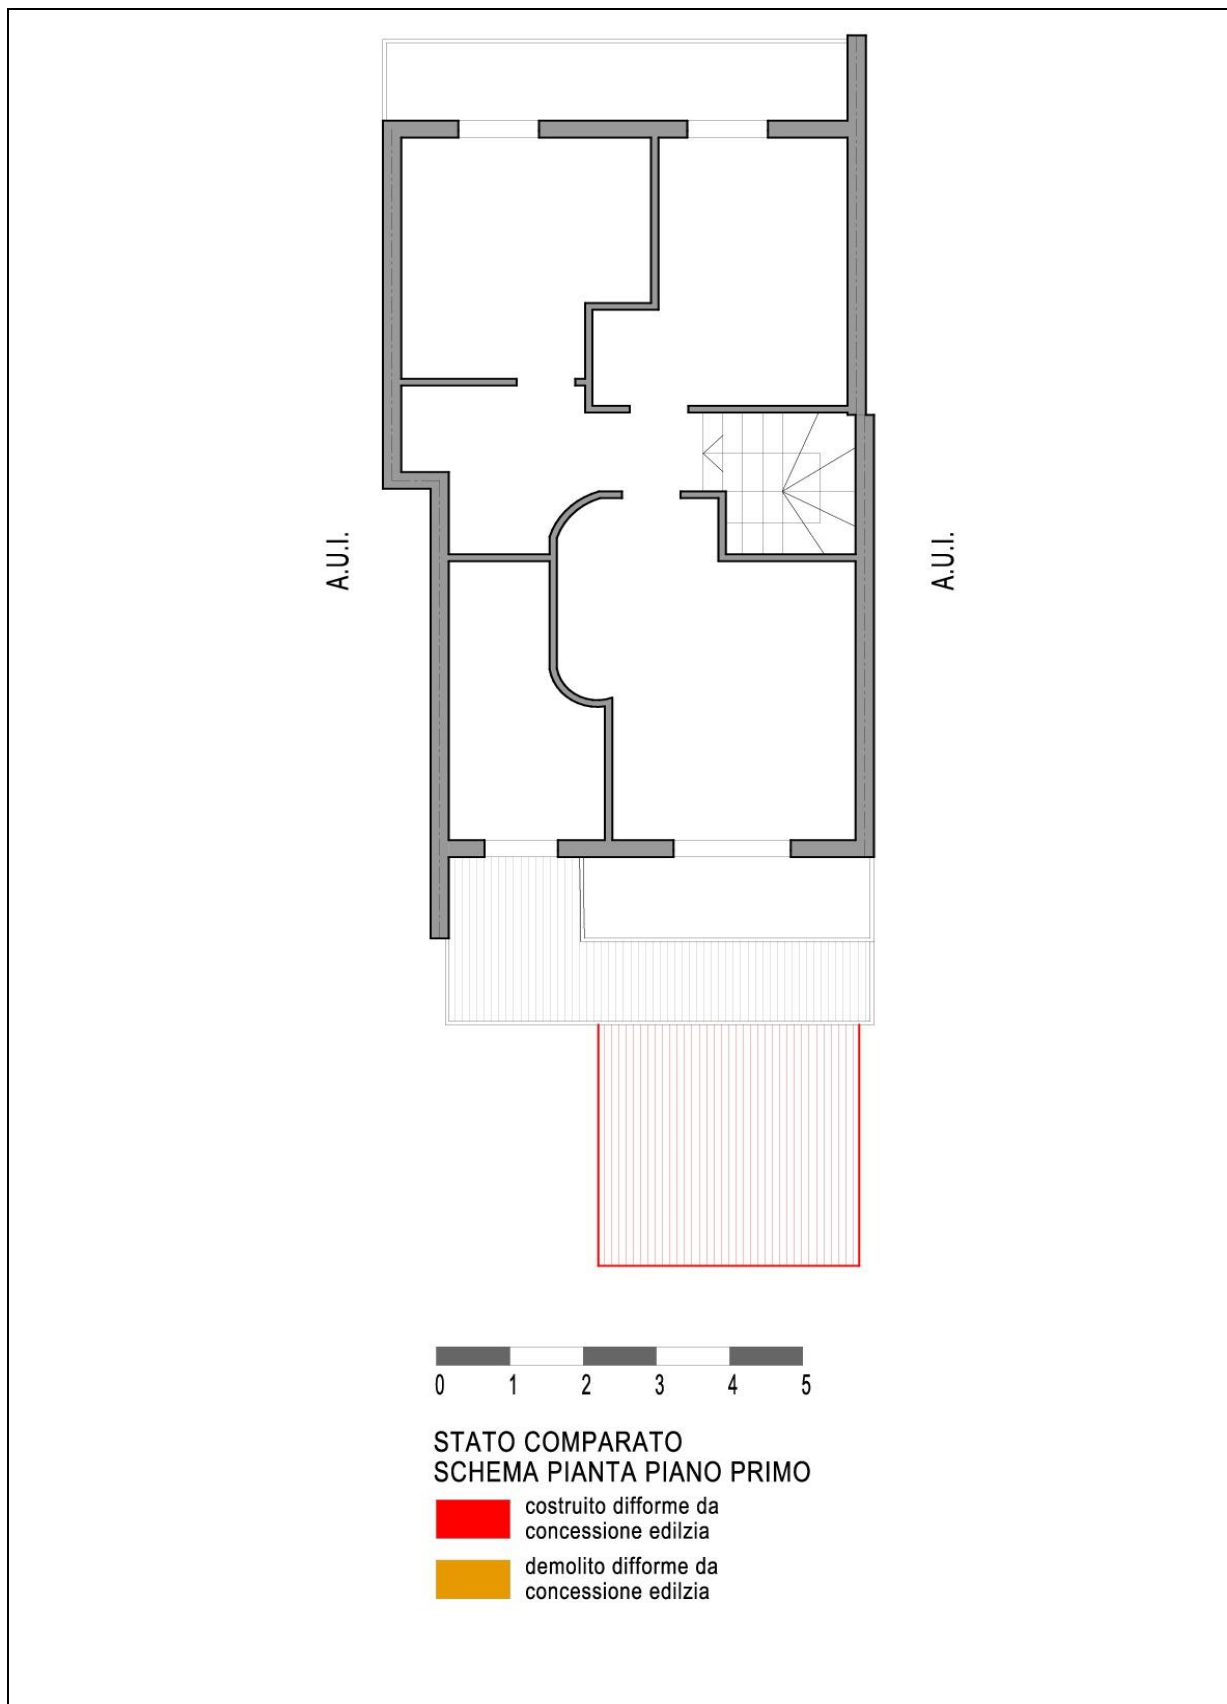 A.U.I.
A.U.I.
0 1 2 3 4 5
STATO COMPARATO
SCHEMA PIANTA PIANO PRIMO
costruito difforme da
concessione edilzia
demolito difforme da
concessione edilzia